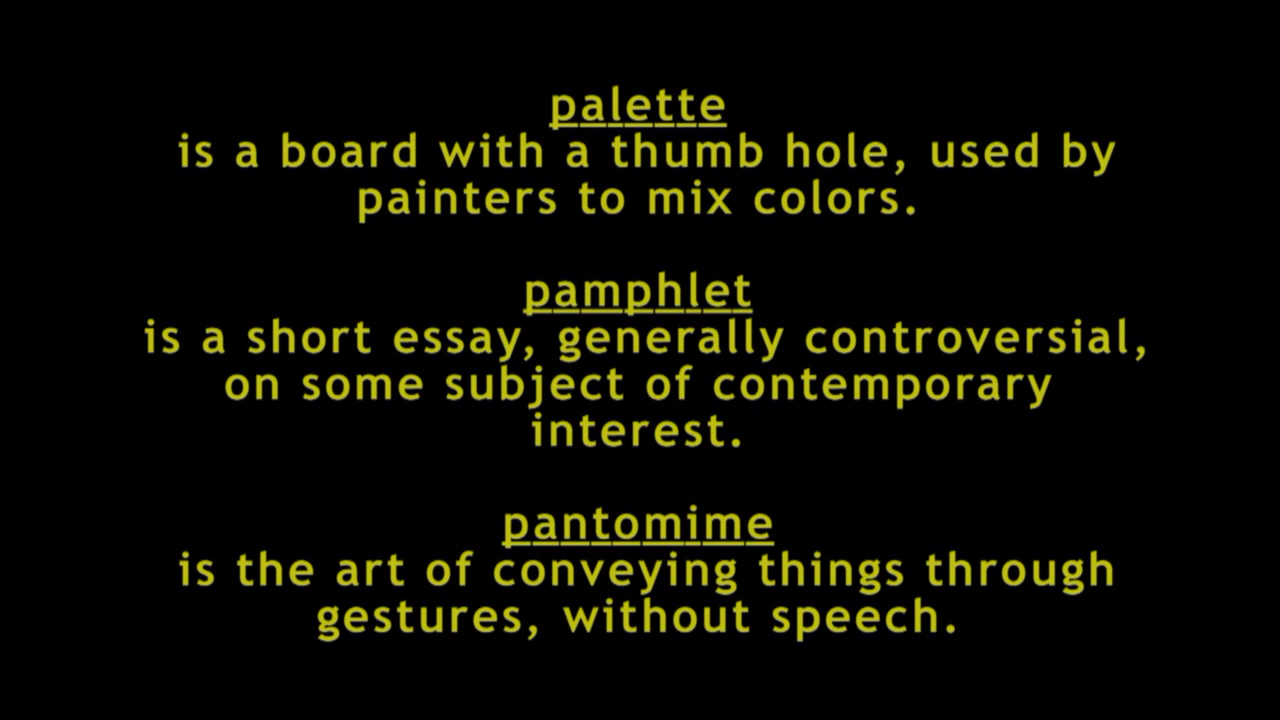 palette
is a board with a thumb hole, used by
painters to mix colors.
pamphlet
is a short essay, generally controversial,
on some subject of contemporary
interest.
pantomime
is the art of conveying things through
gestures, without speech.